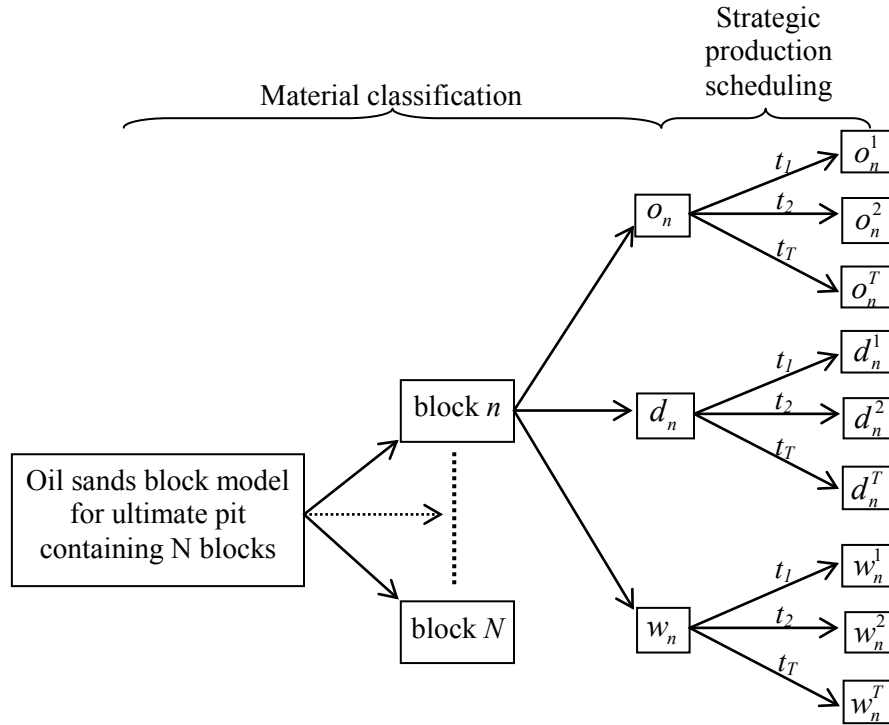 Strategic
production
scheduling
Material classification
Oil sands block model
for ultimate pit
containing N blocks
block n
block N
o_n
t_1
t_2
t_T
o_n^1
o_n^2
o_n^T
d_n
t_1
t_2
t_T
d_n^1
d_n^2
d_n^T
w_n
t_1
t_2
t_T
w_n^1
w_n^2
w_n^T